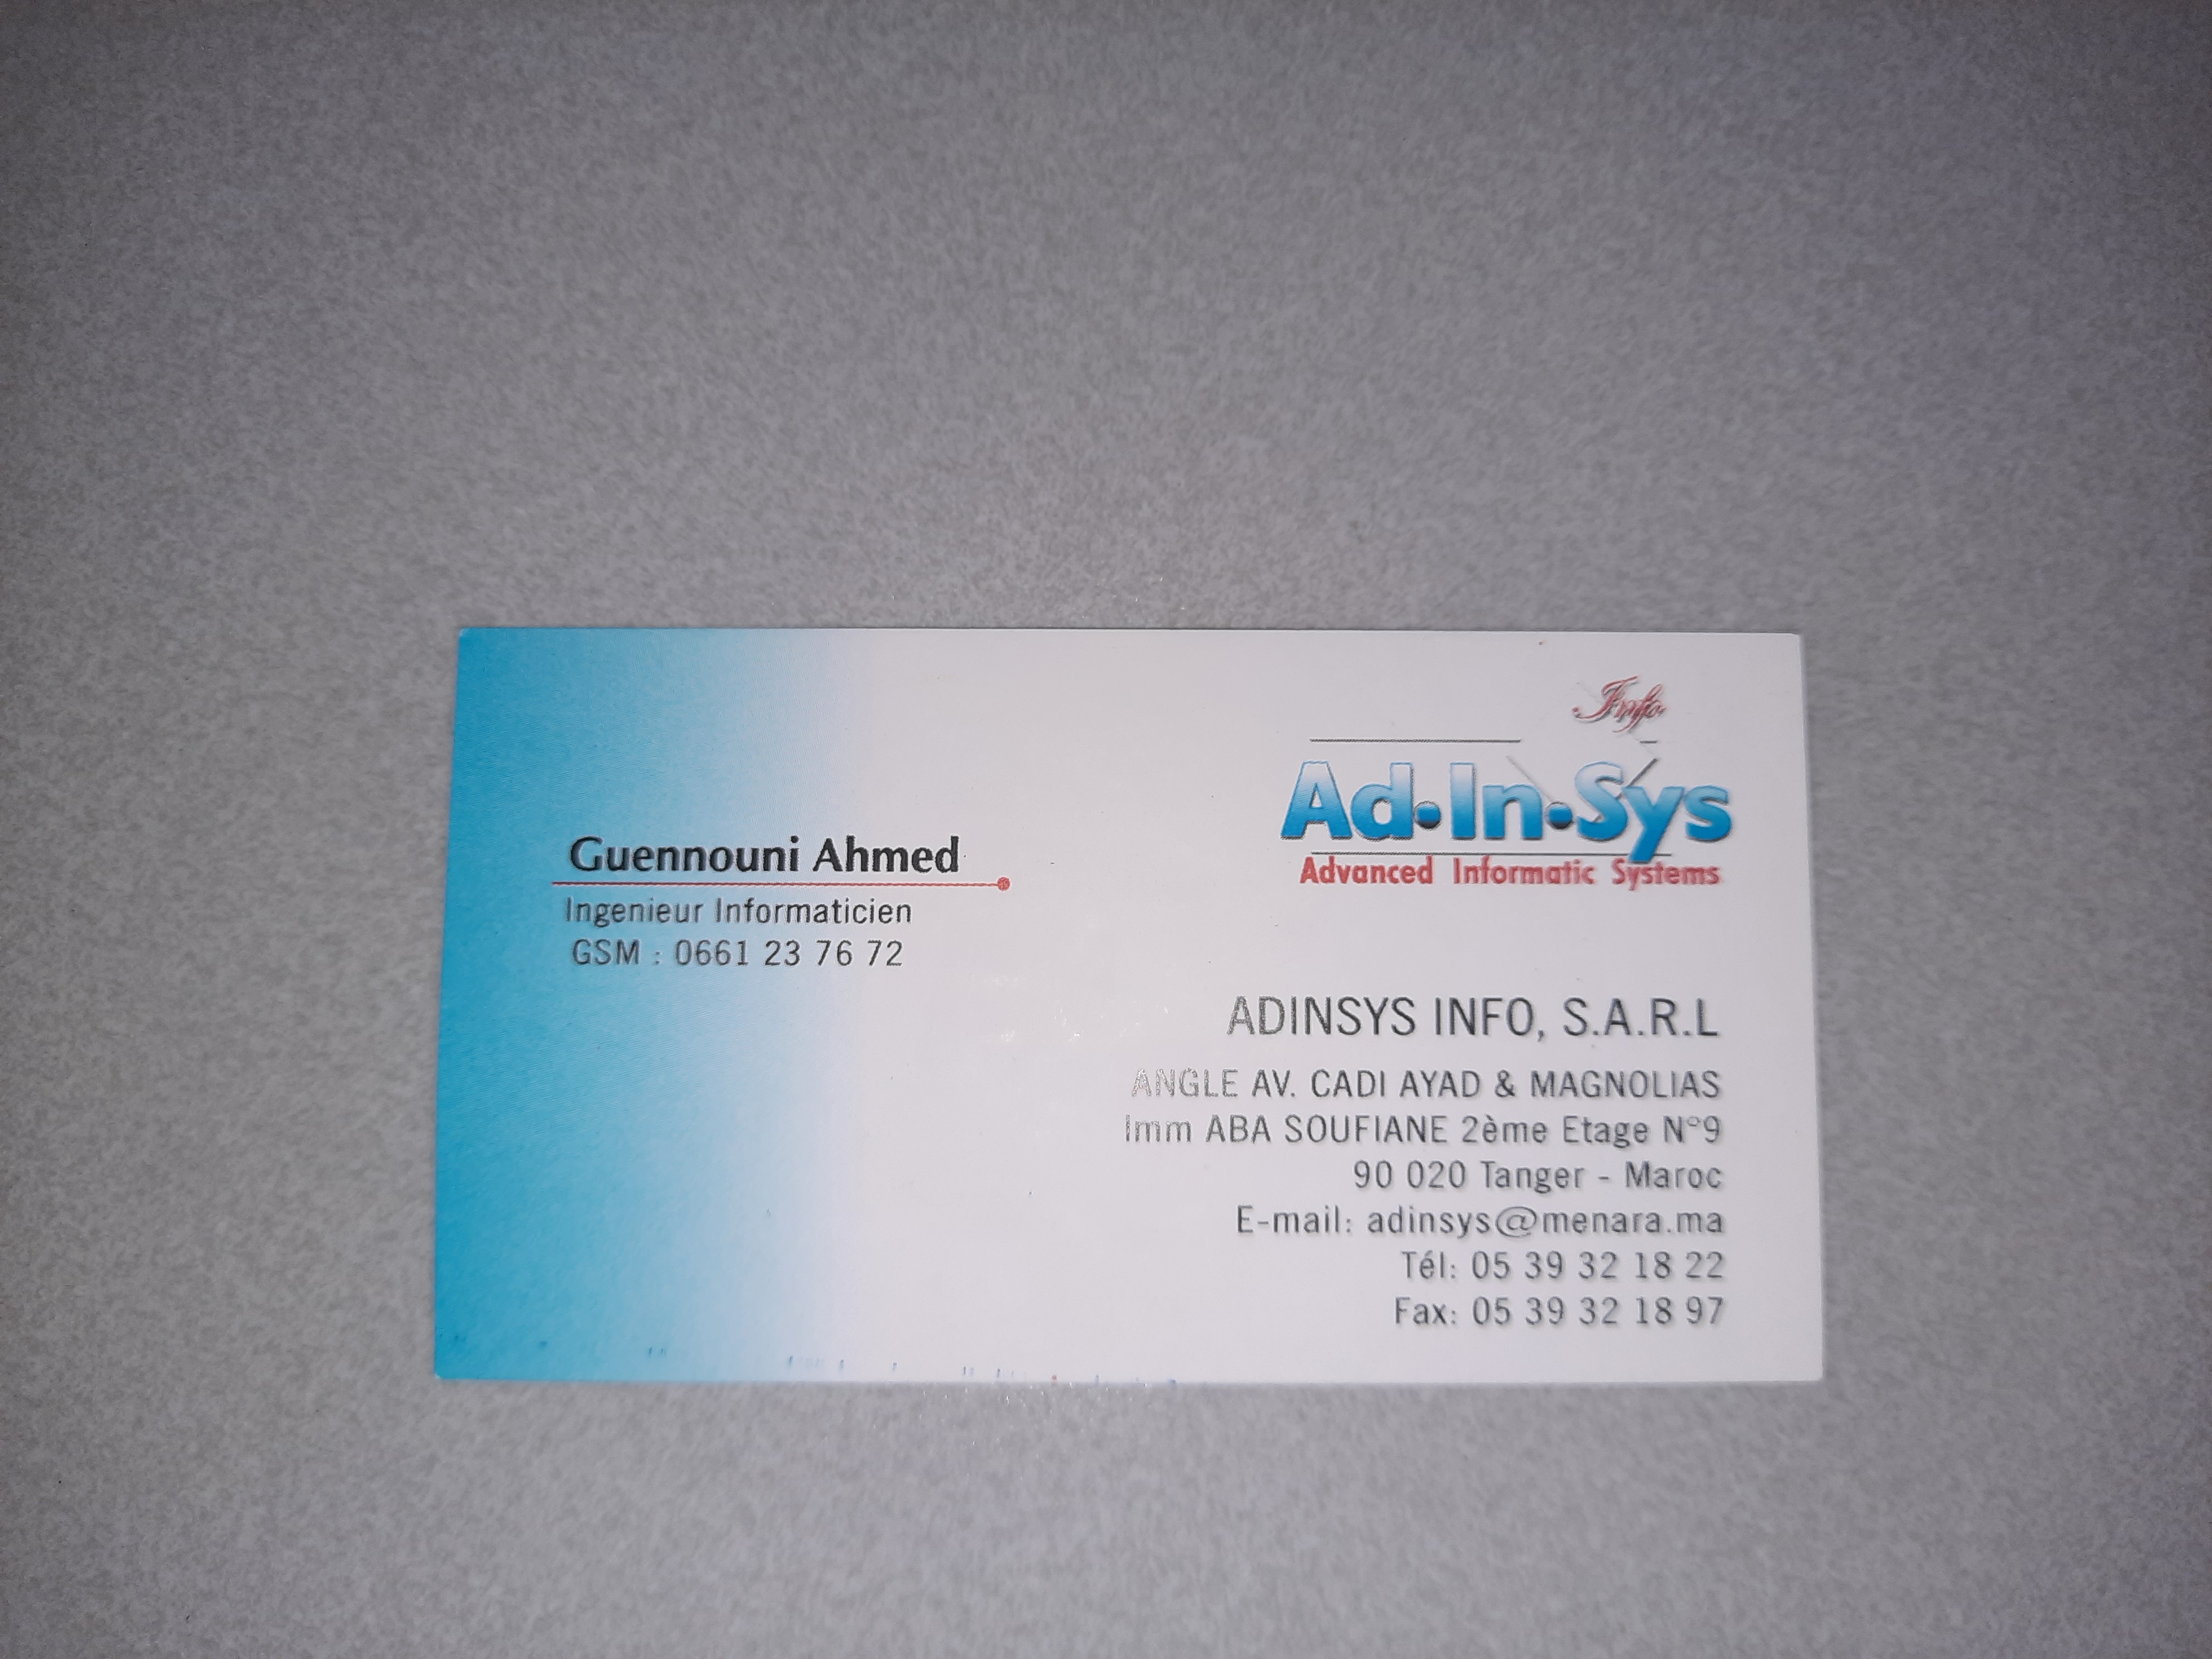 Info
Ad.In.Sys
Advanced Informatic Systems
Guennouni Ahmed
Ingenieur Informaticien
GSM : 0661 23 76 72
ADINSYS INFO, S.A.R.L
ANGLE AV. CADI AYAD & MAGNOLIAS
imm ABA SOUFIANE 2ème Etage N°9
90 020 Tanger - Maroc
E-mail: adinsys@menara.ma
Tél: 05 39 32 18 22
Fax: 05 39 32 18 97